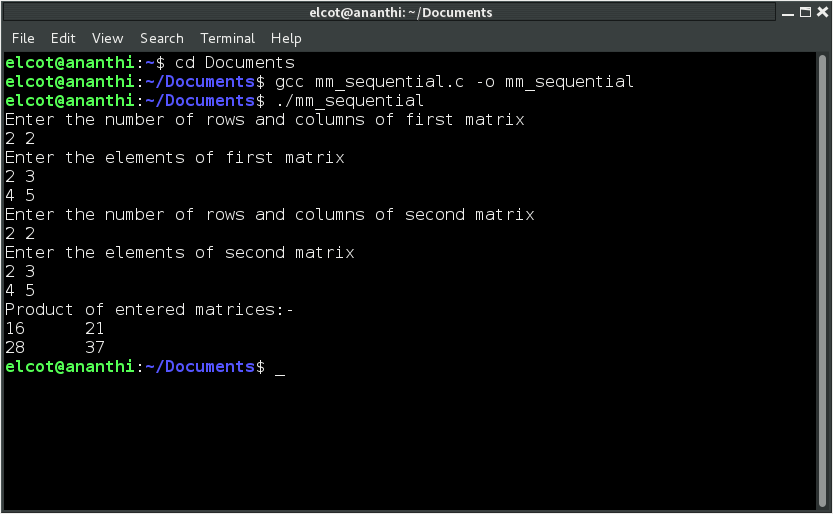 elcot@ananthi: ~/Documents
File Edit View Search Terminal Help
elcot@ananthi:~$ cd Documents
elcot@ananthi:~/Documents$ gcc mm_sequential.c -o mm_sequential
elcot@ananthi:~/Documents$ ./mm_sequential
Enter the number of rows and columns of first matrix
2 2
Enter the elements of first matrix
2 3
4 5
Enter the number of rows and columns of second matrix
2 2
Enter the elements of second matrix
2 3
4 5
Product of entered matrices:-
16      21
28      37
elcot@ananthi:~/Documents$ _